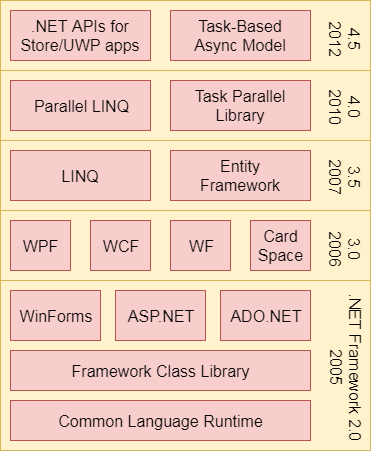 .NET APIs for
Store/UWP apps
Task-Based
Async Model
4.5
2012
Parallel LINQ
Task Parallel
Library
4.0
2010
LINQ
Entity
Framework
3.5
2007
WPF
WCF
WF
Card
Space
3.0
2006
WinForms
ASP.NET
ADO.NET
Framework Class Library
Common Language Runtime
.NET Framework 2.0
2005